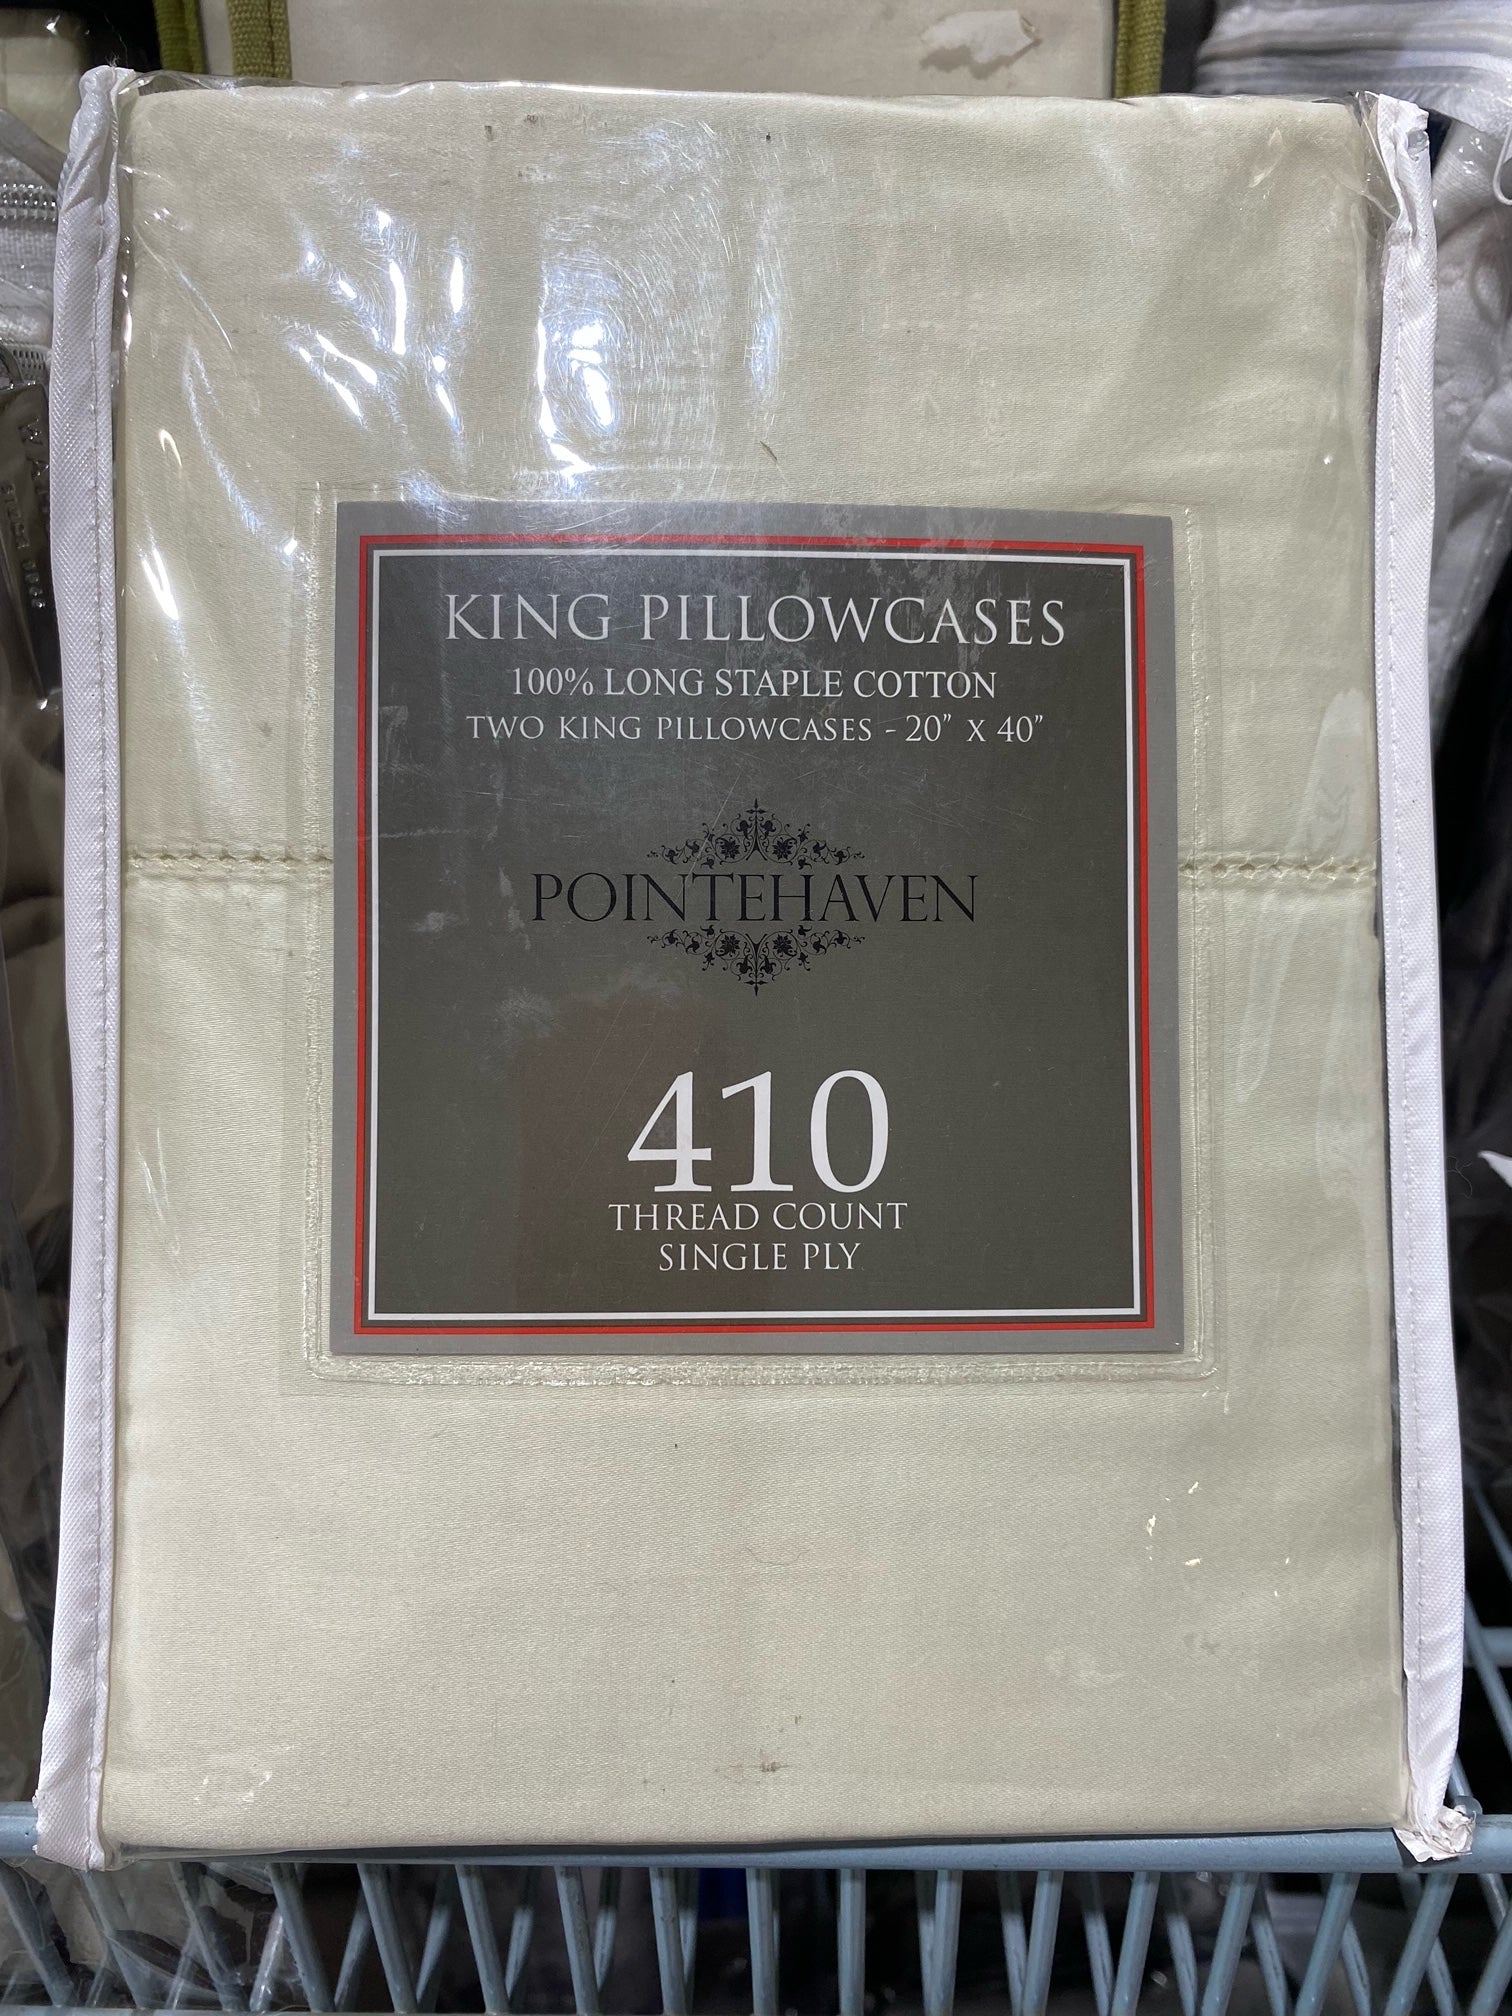 KING PILLOWCASES
100% LONG STAPLE COTTON
TWO KING PILLOWCASES - 20” X 40”
POINTEHAVEN
410
THREAD COUNT
SINGLE PLY